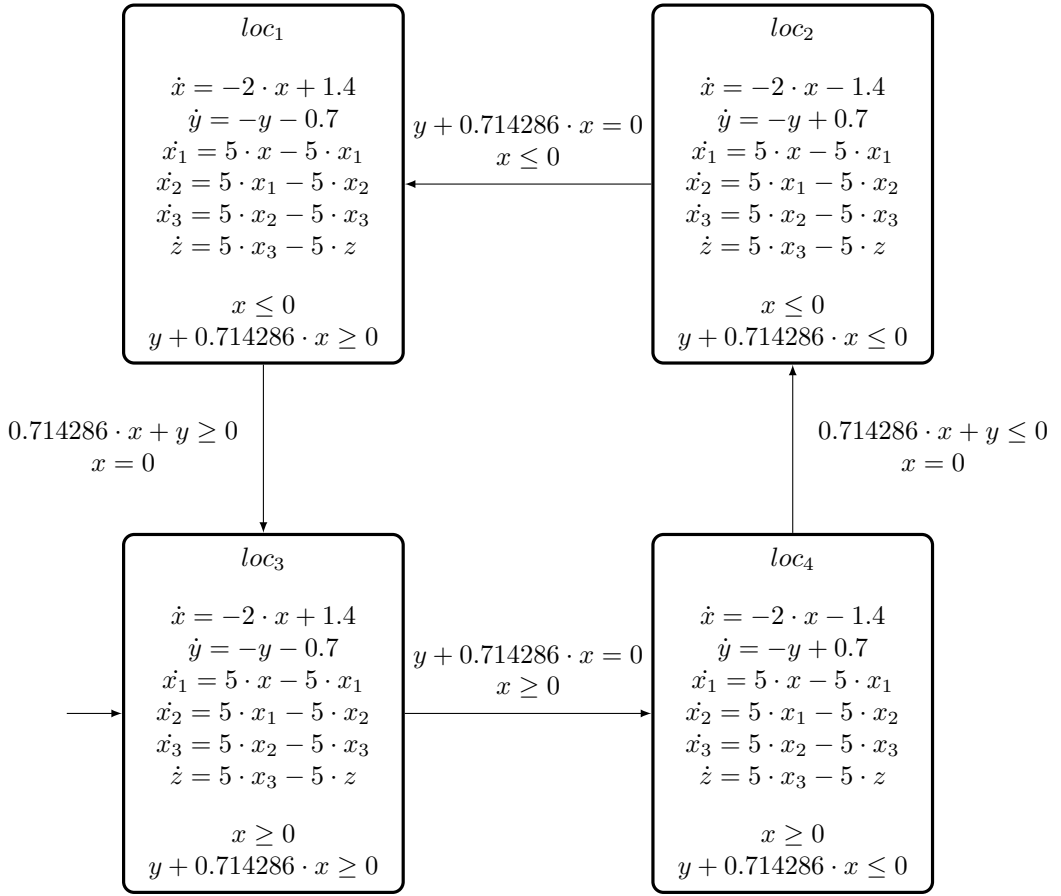 loc₁
ẋ = −2 · x + 1.4
ẏ = −y − 0.7
ẋ₁ = 5 · x − 5 · x₁
ẋ₂ = 5 · x₁ − 5 · x₂
ẋ₃ = 5 · x₂ − 5 · x₃
ż = 5 · x₃ − 5 · z
x ≤ 0
y + 0.714286 · x ≥ 0
y + 0.714286 · x = 0
x ≤ 0
loc₂
ẋ = −2 · x − 1.4
ẏ = −y + 0.7
ẋ₁ = 5 · x − 5 · x₁
ẋ₂ = 5 · x₁ − 5 · x₂
ẋ₃ = 5 · x₂ − 5 · x₃
ż = 5 · x₃ − 5 · z
x ≤ 0
y + 0.714286 · x ≤ 0
0.714286 · x + y ≥ 0
x = 0
0.714286 · x + y ≤ 0
x = 0
loc₃
ẋ = −2 · x + 1.4
ẏ = −y − 0.7
ẋ₁ = 5 · x − 5 · x₁
ẋ₂ = 5 · x₁ − 5 · x₂
ẋ₃ = 5 · x₂ − 5 · x₃
ż = 5 · x₃ − 5 · z
x ≥ 0
y + 0.714286 · x ≥ 0
y + 0.714286 · x = 0
x ≥ 0
loc₄
ẋ = −2 · x − 1.4
ẏ = −y + 0.7
ẋ₁ = 5 · x − 5 · x₁
ẋ₂ = 5 · x₁ − 5 · x₂
ẋ₃ = 5 · x₂ − 5 · x₃
ż = 5 · x₃ − 5 · z
x ≥ 0
y + 0.714286 · x ≤ 0